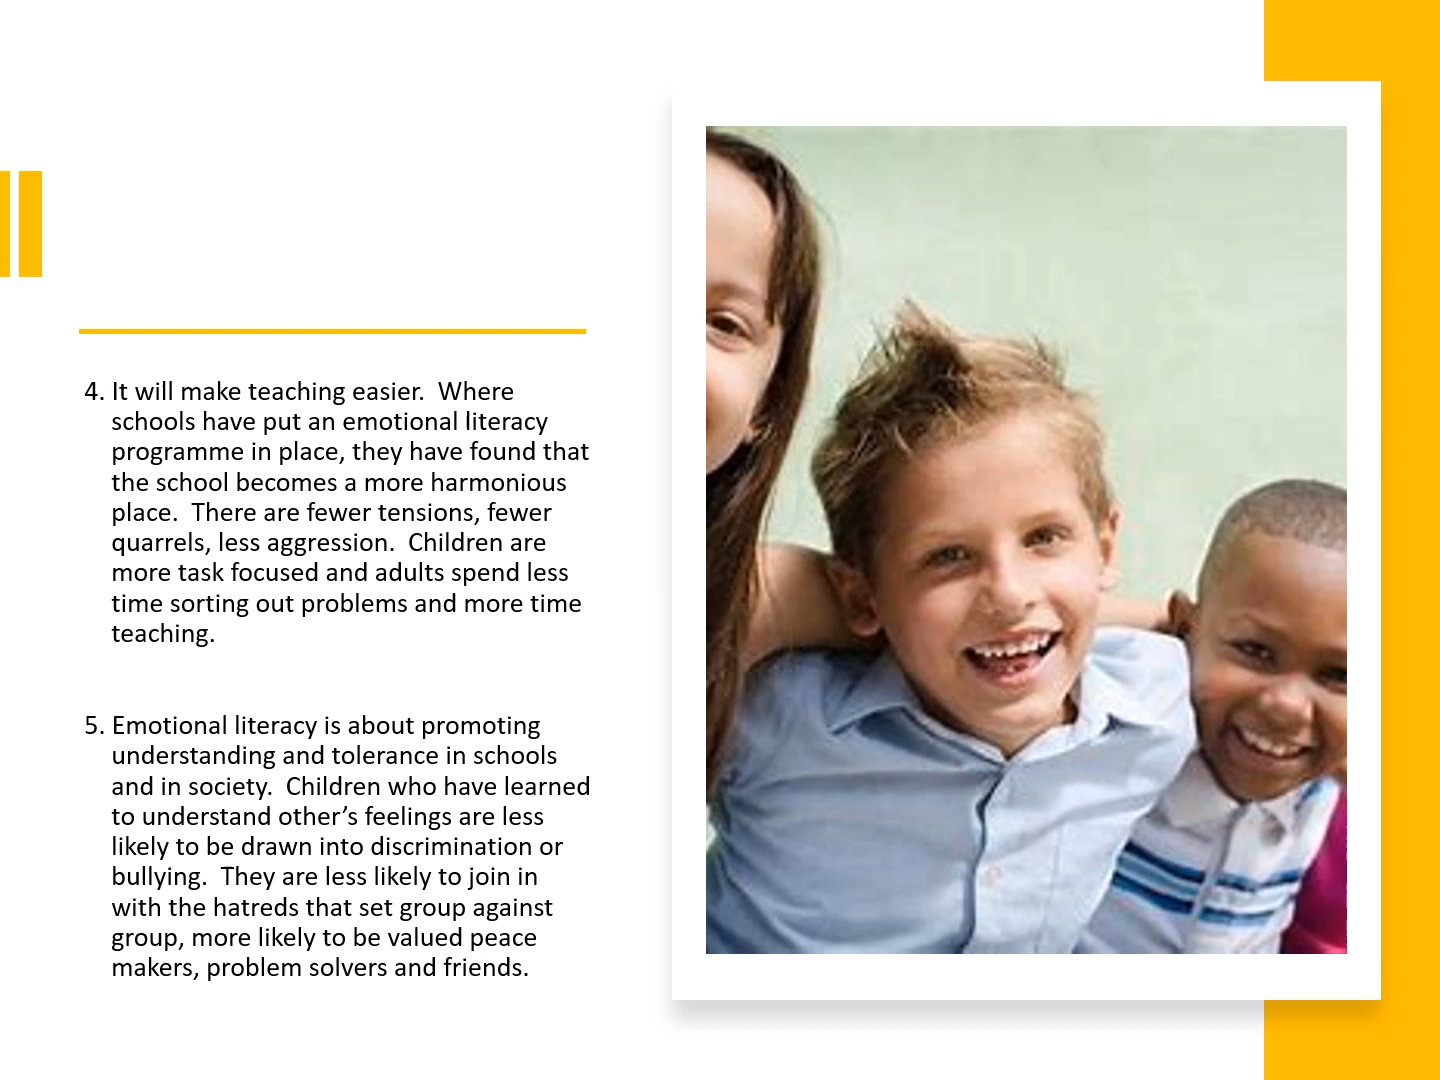 4. It will make teaching easier.  Where
schools have put an emotional literacy
programme in place, they have found that
the school becomes a more harmonious
place.  There are fewer tensions, fewer
quarrels, less aggression.  Children are
more task focused and adults spend less
time sorting out problems and more time
teaching.
5. Emotional literacy is about promoting
understanding and tolerance in schools
and in society.  Children who have learned
to understand other’s feelings are less
likely to be drawn into discrimination or
bullying.  They are less likely to join in
with the hatreds that set group against
group, more likely to be valued peace
makers, problem solvers and friends.